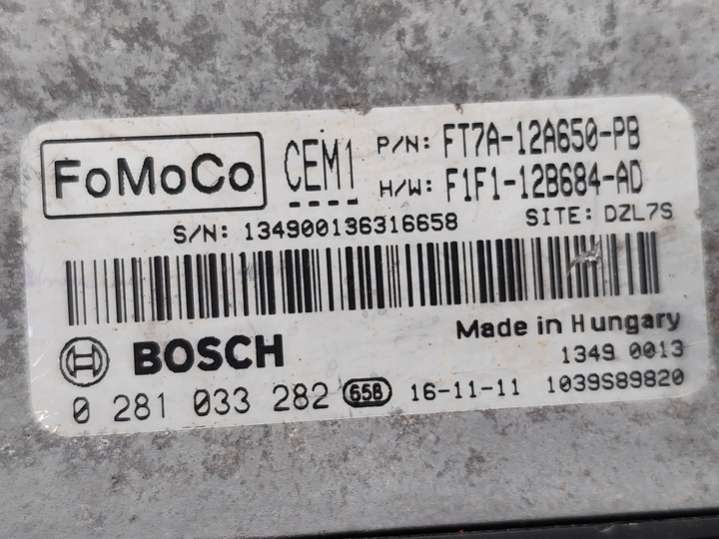 FoMoCo
CEM1
P/N: FT7A-12A650-PB
H/W: F1F1-12B684-AD
S/N: 134900136316658
SITE: DZL7S
BOSCH
Made in Hungary
1349 0013
0 281 033 282 658 16-11-11 1039S89820